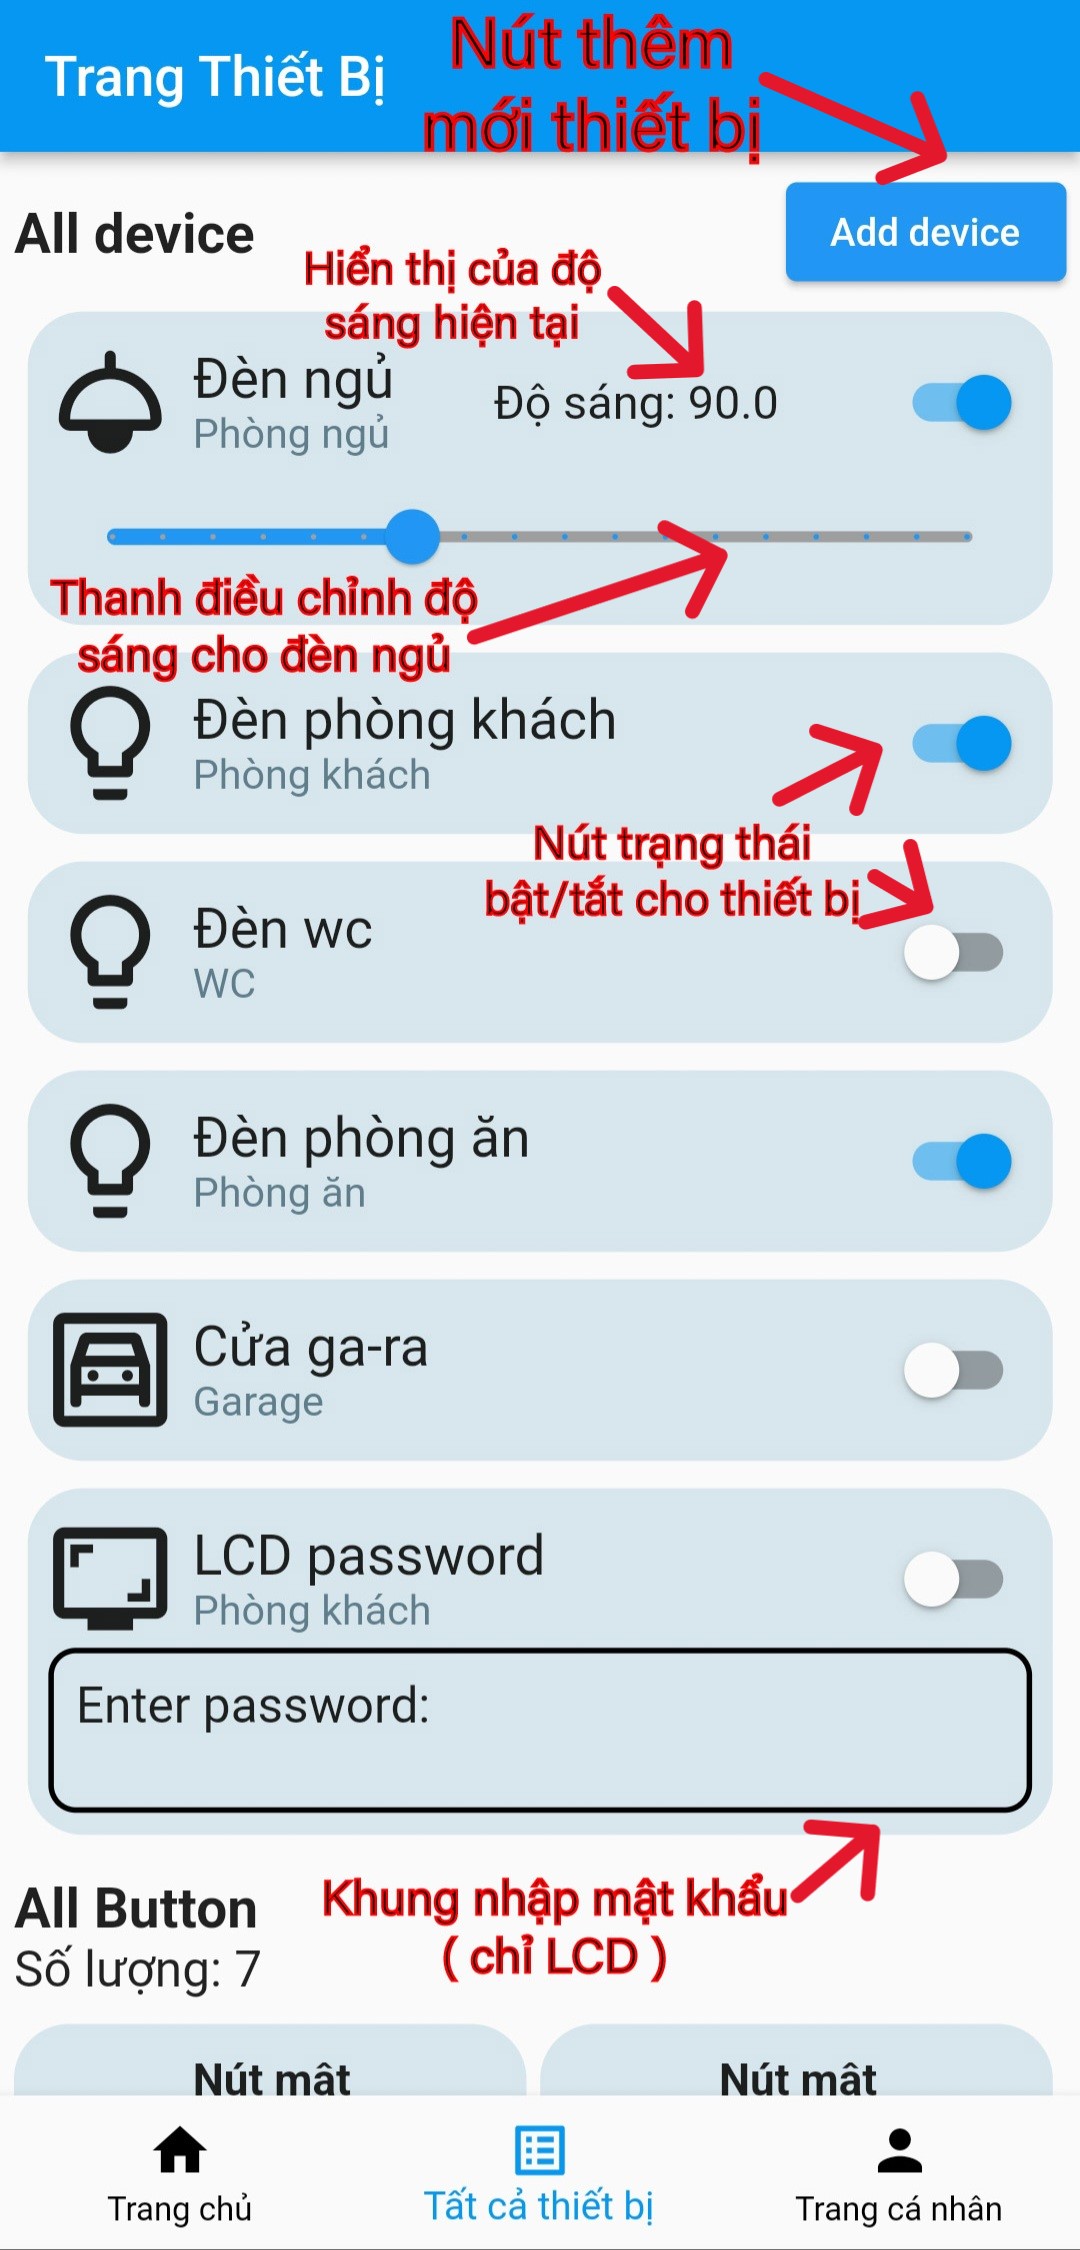 Trang Thiết Bị
Nút thêm
mới thiết bị
All device
Add device
Hiển thị của độ
sáng hiện tại
Đèn ngủ
Phòng ngủ
Độ sáng: 90.0
Thanh điều chỉnh độ
sáng cho đèn ngủ
Đèn phòng khách
Phòng khách
Nút trạng thái
bật/tắt cho thiết bị
Đèn wc
WC
Đèn phòng ăn
Phòng ăn
Cửa ga-ra
Garage
LCD password
Phòng khách
Enter password:
Khung nhập mật khẩu
( chỉ LCD )
All Button
Số lượng: 7
Nút mật
Nút mật
Trang chủ
Tất cả thiết bị
Trang cá nhân